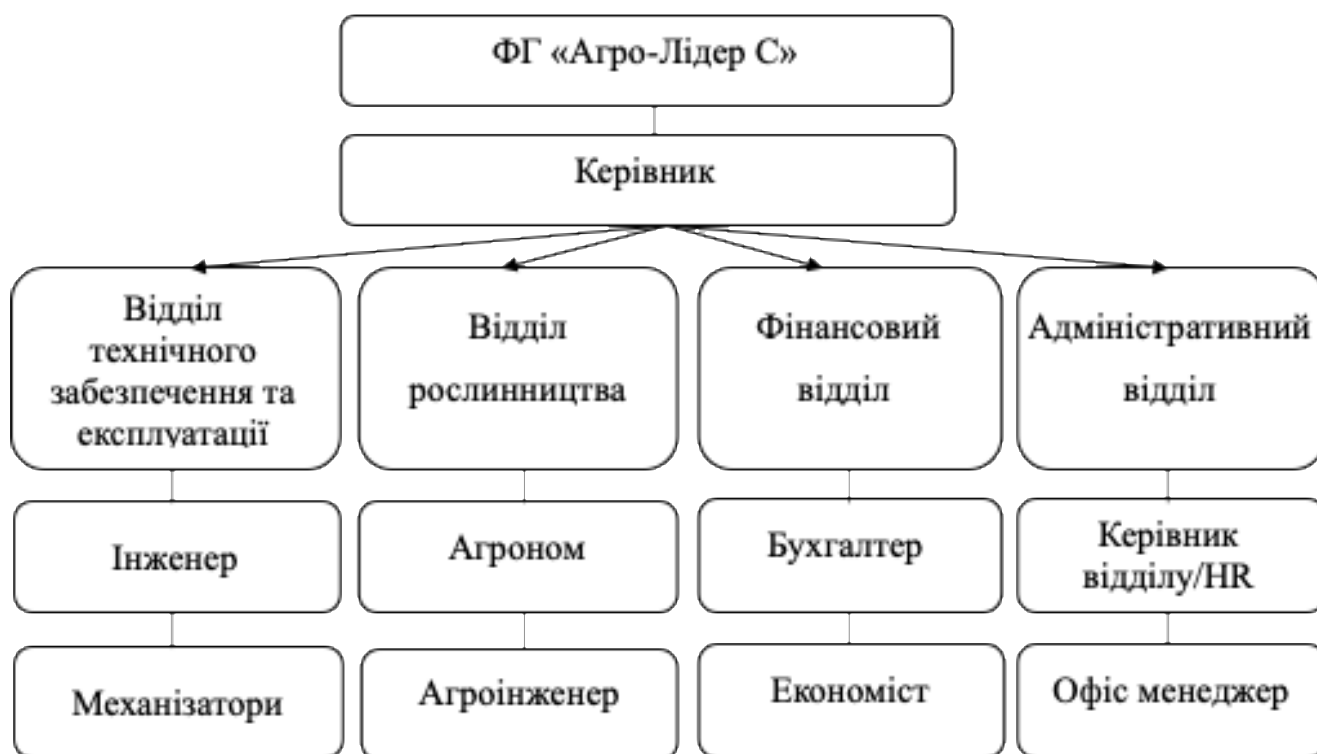 ФГ «Агро-Лідер С»
Керівник
Відділ
технічного
забезпечення та
експлуатації
Відділ
рослинництва
Фінансовий
відділ
Адміністративний
відділ
Інженер
Агроном
Бухгалтер
Керівник
відділу/HR
Механізатори
Агроінженер
Економіст
Офіс менеджер